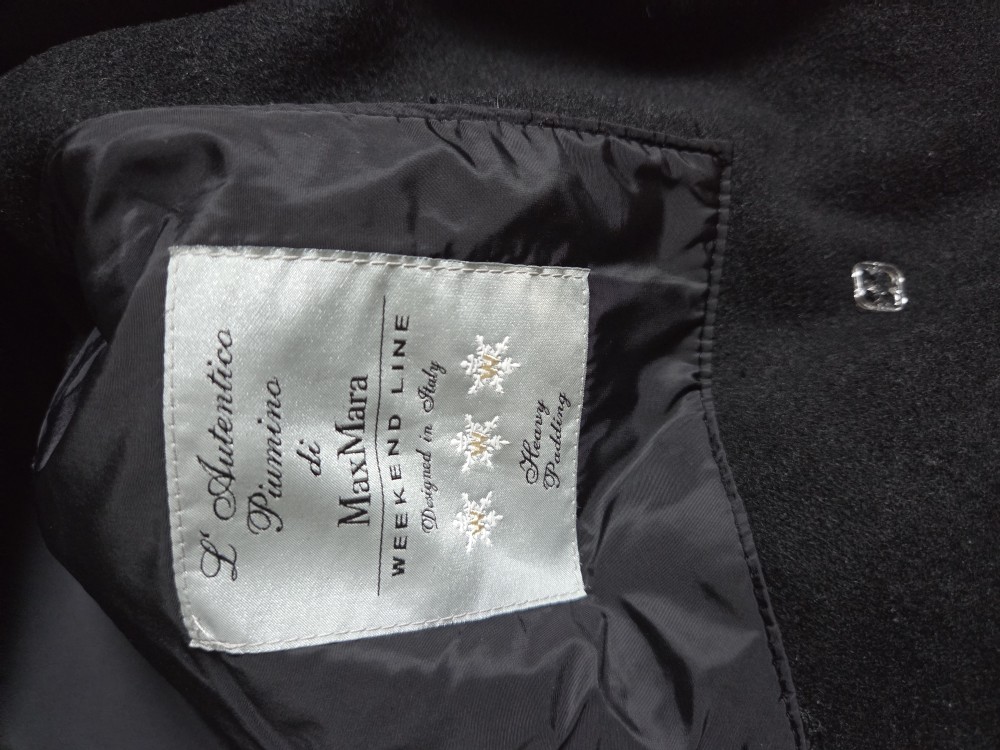 L' Autentico
Piumino
di
MaxMara
WEEKEND LINE
Designed in Italy
W W W
Heavy
Padding